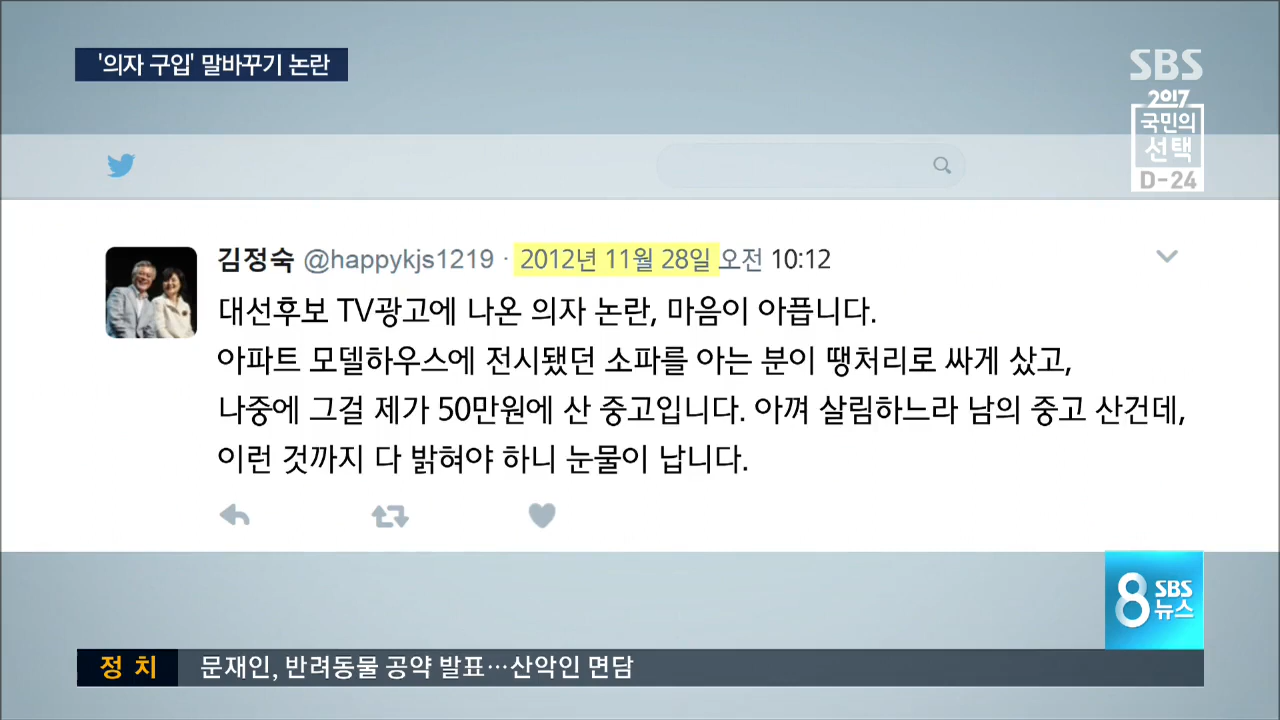 '의자 구입' 말바꾸기 논란
SBS
2017
국민의
선택
D-24
김정숙 @happykjs1219 · 2012년 11월 28일 오전 10:12
대선후보 TV광고에 나온 의자 논란, 마음이 아픕니다.
아파트 모델하우스에 전시됐던 소파를 아는 분이 땡처리로 싸게 샀고,
나중에 그걸 제가 50만원에 산 중고입니다. 아껴 살림하느라 남의 중고 산건데,
이런 것까지 다 밝혀야 하니 눈물이 납니다.
8 SBS
뉴스
정 치 문재인, 반려동물 공약 발표…산악인 면담